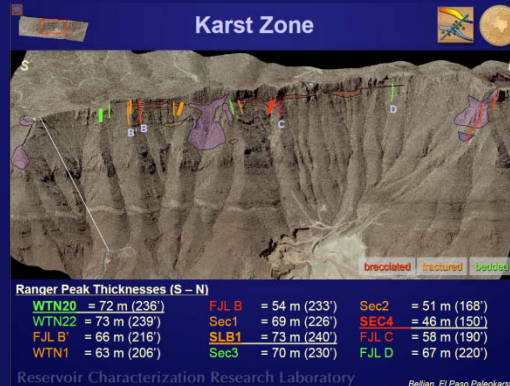 Karst Zone
S
B' B
C
D
brecciated fractured bedded
Ranger Peak Thicknesses (S – N)
WTN20 = 72 m (236') FJL B = 54 m (233') Sec2 = 51 m (168')
WTN22 = 73 m (239') Sec1 = 69 m (226') SEC4 = 46 m (150')
FJL B' = 66 m (216') SLB1 = 73 m (240') FJL C = 58 m (190')
WTN1 = 63 m (206') Sec3 = 70 m (230') FJL D = 67 m (220')
Reservoir Characterization Research Laboratory
Bellian, El Paso Paleokarst